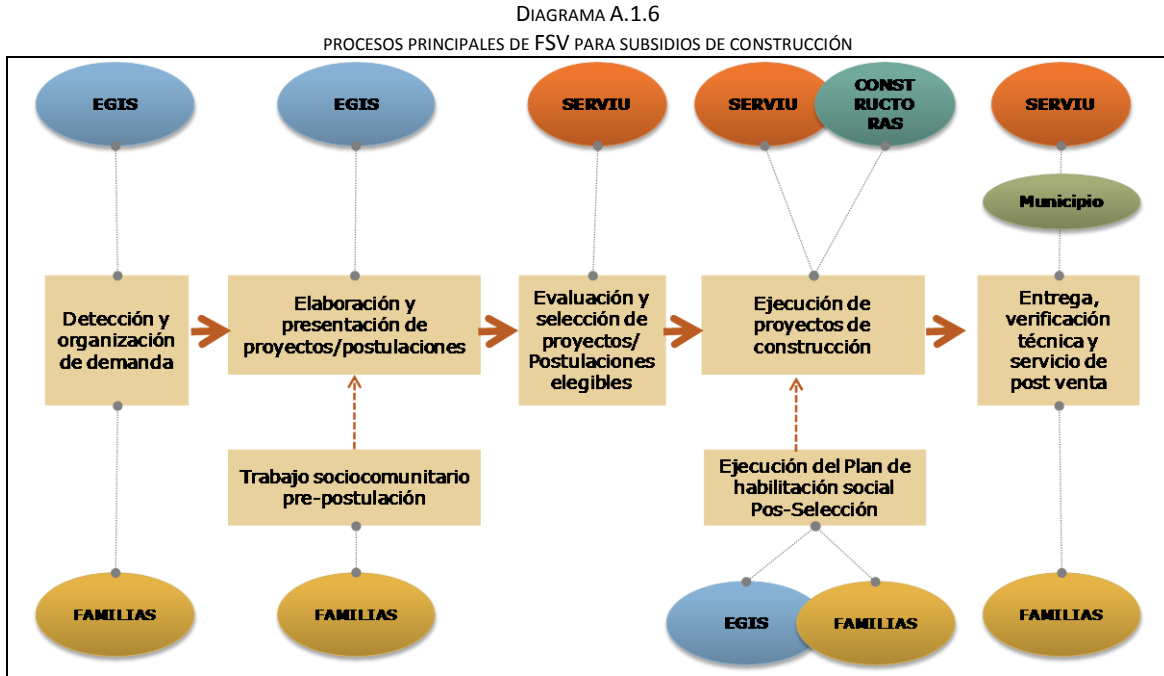 DIAGRAMA A.1.6
PROCESOS PRINCIPALES DE FSV PARA SUBSIDIOS DE CONSTRUCCIÓN
EGIS
EGIS
SERVIU
SERVIU
CONST
RUCTO
RAS
SERVIU
Municipio
Detección y
organización
de demanda
Elaboración y
presentación de
proyectos/postulaciones
Evaluación y
selección de
proyectos/
Postulaciones
elegibles
Ejecución de
proyectos de
construcción
Entrega,
verificación
técnica y
servicio de
post venta
Trabajo sociocomunitario
pre-postulación
Ejecución del Plan de
habilitación social
Pos-Selección
FAMILIAS
FAMILIAS
EGIS
FAMILIAS
FAMILIAS